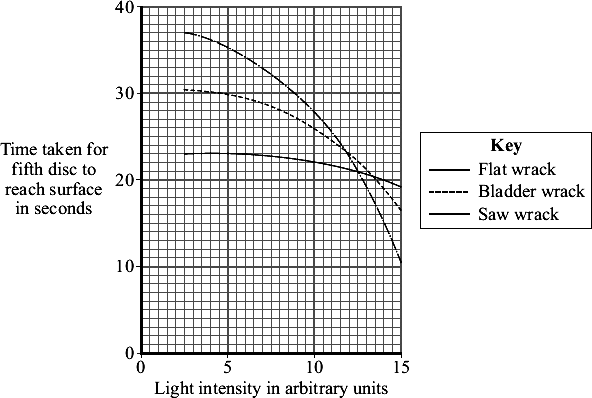 40
30
20
10
0
Time taken for
fifth disc to
reach surface
in seconds
0
5
10
15
Light intensity in arbitrary units
Key
Flat wrack
Bladder wrack
Saw wrack